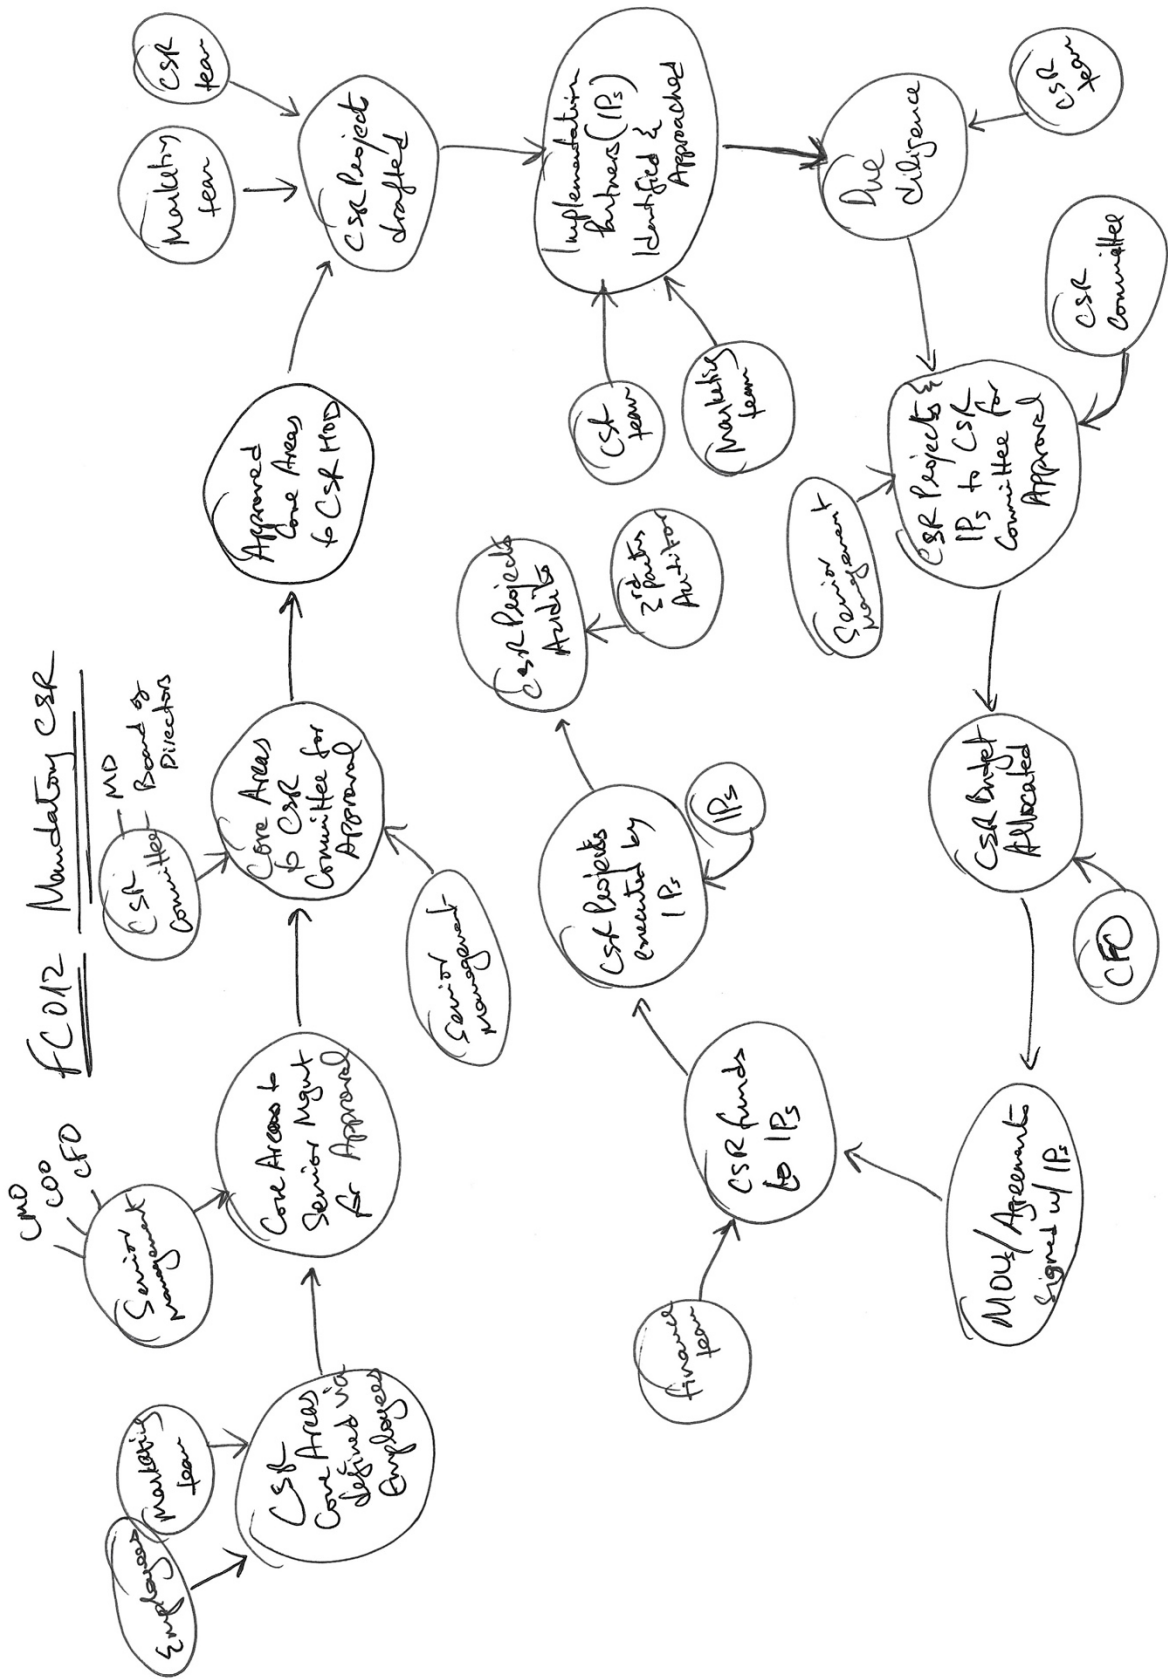 FC012 Mandatory CSR
Employees
Marketing
team
CSR
Core Areas
defined via
Employees
CMO
COO
CFO
Senior
Management
Core Areas to
Senior Mgmt
for Approval
CSR
Committee
MD
Board of
Directors
Core Areas
to CSR
Committee for
Approval
Senior
Management
Approved
Core Areas
to CSR HOD
Marketing
team
CSR
team
CSR Project
drafted
Implementation
Partners (IPs)
Identified &
Approached
CSR
team
Marketing
team
Due
diligence
CSR
team
CSR Projects &
IPs to CSR
Committee for
Approval
Senior
Management
CSR
Committee
CSR Budget
Allocated
CFO
MOUs/Agreements
signed w/ IPs
CSR funds
to IPs
Finance
team
CSR Projects
executed by
IPs
IPs
CSR Projects
Audits
3rd Party
Auditor